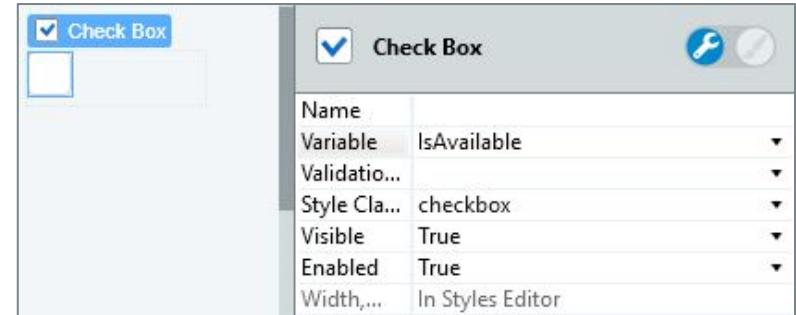 Check Box
Check Box
Name
Variable IsAvailable
Validatio...
Style Cla... checkbox
Visible True
Enabled True
Width,... In Styles Editor